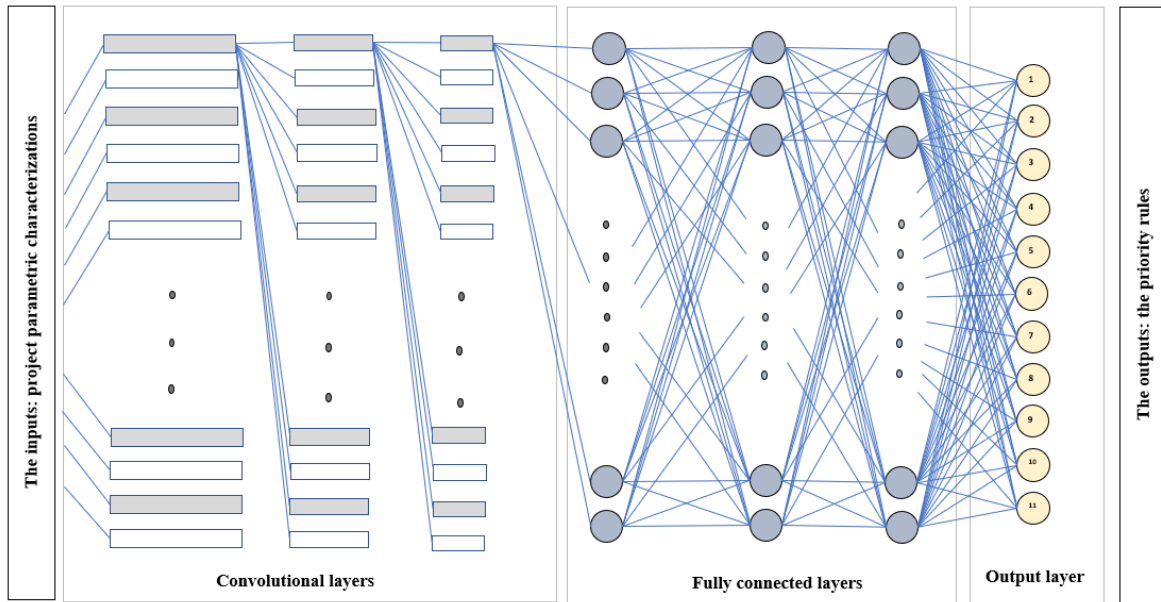 The inputs: project parametric characterizations
Convolutional layers
Fully connected layers
1
2
3
4
5
6
7
8
9
10
11
Output layer
The outputs: the priority rules